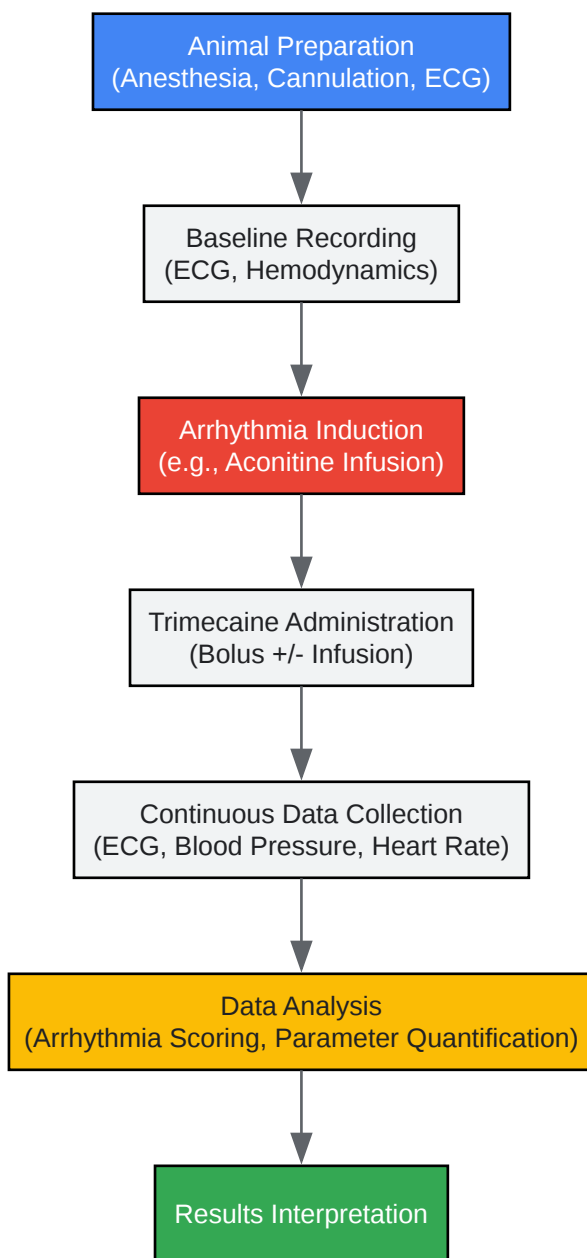 Animal Preparation
(Anesthesia, Cannulation, ECG)
Baseline Recording
(ECG, Hemodynamics)
Arrhythmia Induction
(e.g., Aconitine Infusion)
Trimecaine Administration
(Bolus +/- Infusion)
Continuous Data Collection
(ECG, Blood Pressure, Heart Rate)
Data Analysis
(Arrhythmia Scoring, Parameter Quantification)
Results Interpretation